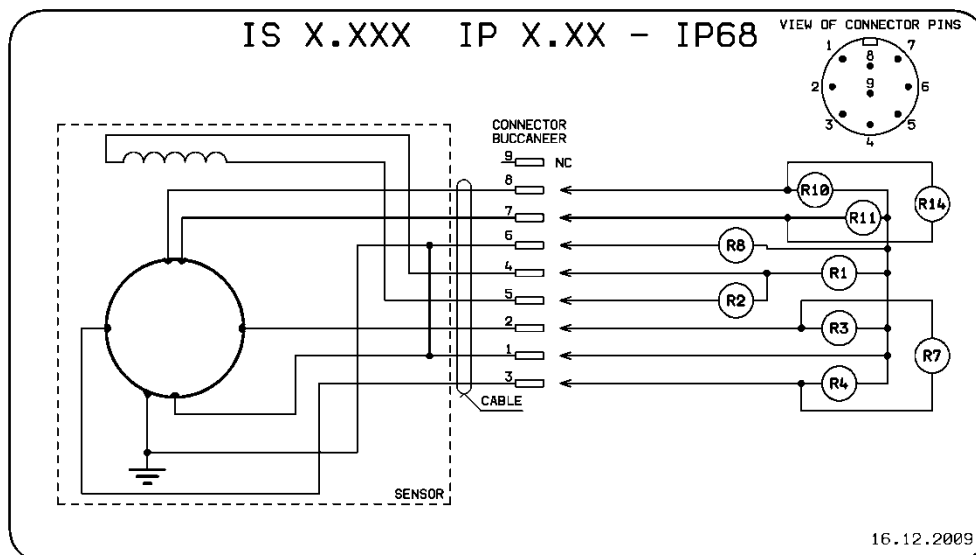 IS X.XXX IP X.XX - IP68
VIEW OF CONNECTOR PINS
1
8
7
2
9
6
3
5
4
CONNECTOR
BUCCANEER
9 NC
8
R10
R14
7
R11
6
R8
4
R1
5
R2
2
R3
1
R7
3
R4
CABLE
SENSOR
16.12.2009